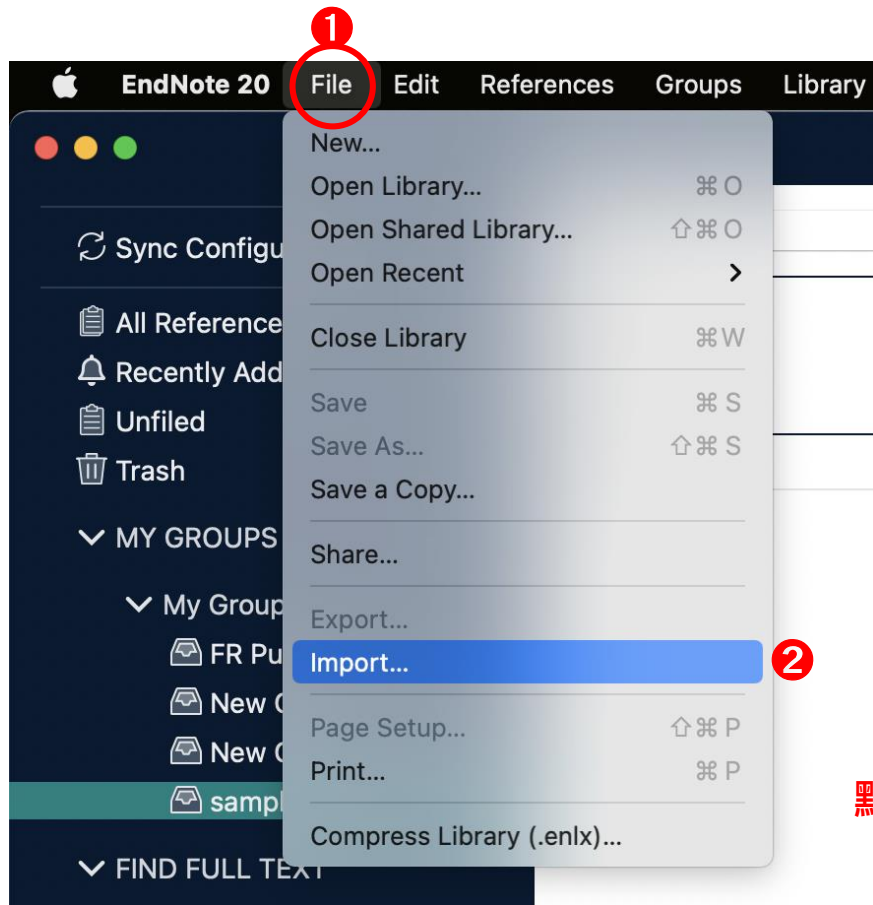 1
EndNote 20 File Edit References Groups Library
New...
Open Library... ⌘ O
Open Shared Library... ⇧ ⌘ O
Open Recent
Close Library ⌘ W
Save ⌘ S
Save As... ⇧ ⌘ S
Save a Copy...
Share...
Export...
Import... 2
Page Setup... ⇧ ⌘ P
Print... ⌘ P
Compress Library (.enlx)...
Sync Configu
All Reference
Recently Add
Unfiled
Trash
MY GROUPS
My Group
FR Pu
New
New
sampl
FIND FULL TEXT